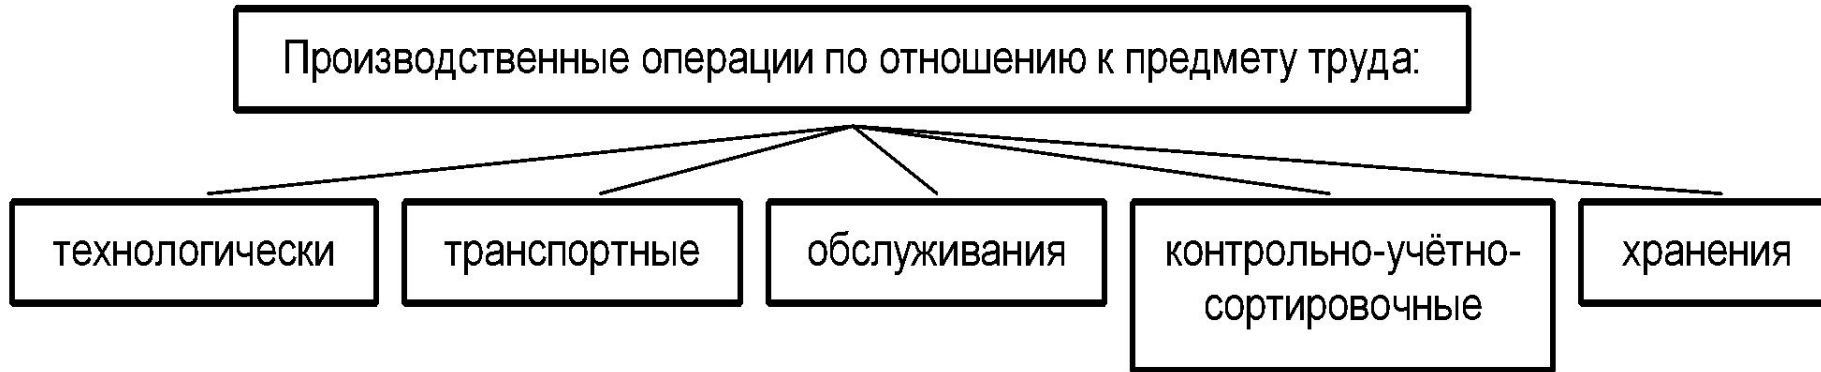 Производственные операции по отношению к предмету труда:
технологически
транспортные
обслуживания
контрольно-учётно-
сортировочные
хранения